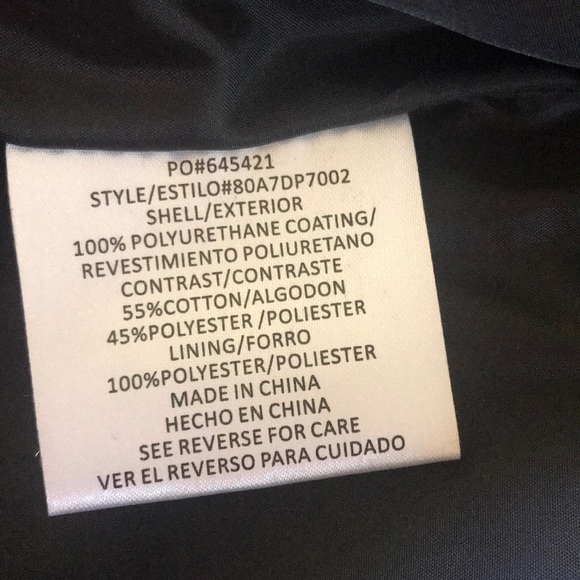 PO#645421
STYLE/ESTILO#80A7DP7002
SHELL/EXTERIOR
100% POLYURETHANE COATING/
REVESTIMIENTO POLIURETANO
CONTRAST/CONTRASTE
55%COTTON/ALGODON
45%POLYESTER /POLIESTER
LINING/FORRO
100%POLYESTER/POLIESTER
MADE IN CHINA
HECHO EN CHINA
SEE REVERSE FOR CARE
VER EL REVERSO PARA CUIDADO